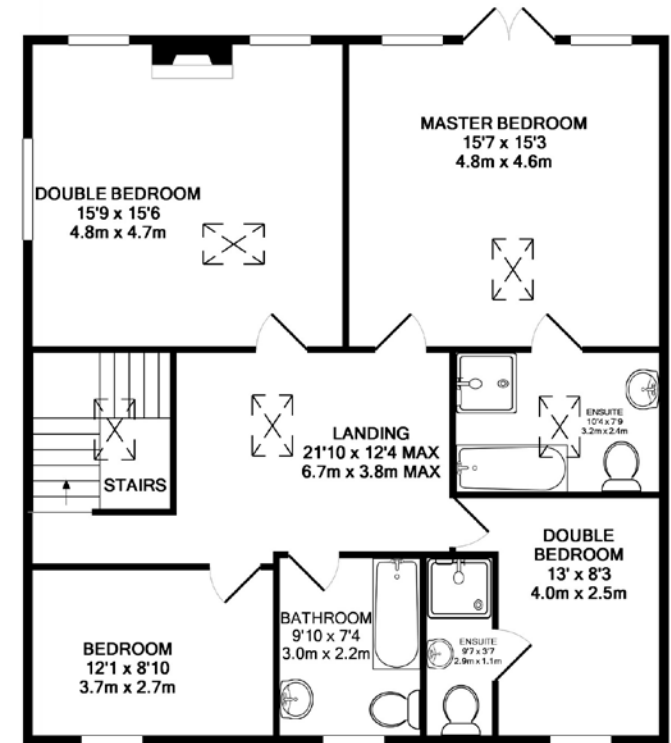 MASTER BEDROOM
15'7 x 15'3
4.8m x 4.6m
DOUBLE BEDROOM
15'9 x 15'6
4.8m x 4.7m
ENSUITE
10'4 x 7'9
3.2m x 2.4m
LANDING
21'10 x 12'4 MAX
6.7m x 3.8m MAX
STAIRS
DOUBLE
BEDROOM
13' x 8'3
4.0m x 2.5m
BATHROOM
9'10 x 7'4
3.0m x 2.2m
ENSUITE
9'7 x 3'7
2.9m x 1.1m
BEDROOM
12'1 x 8'10
3.7m x 2.7m